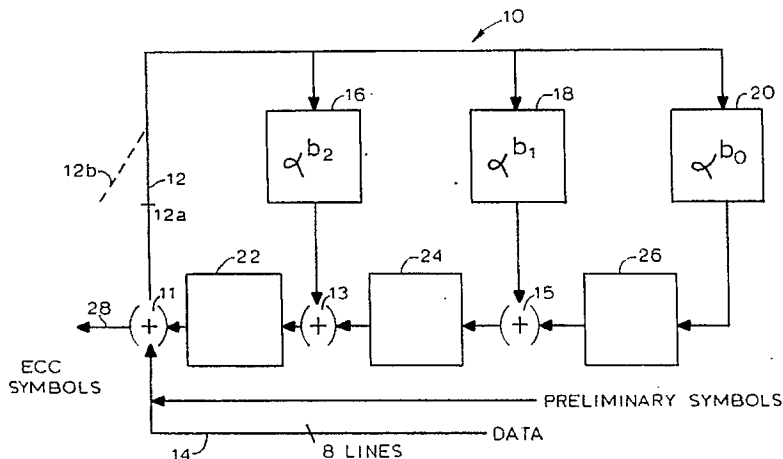 10
16
18
20
α b2
α b1
α b0
12b
12
12a
22
24
26
28
11
13
15
(+)
(+)
(+)
ECC
SYMBOLS
PRELIMINARY SYMBOLS
14
8 LINES
DATA